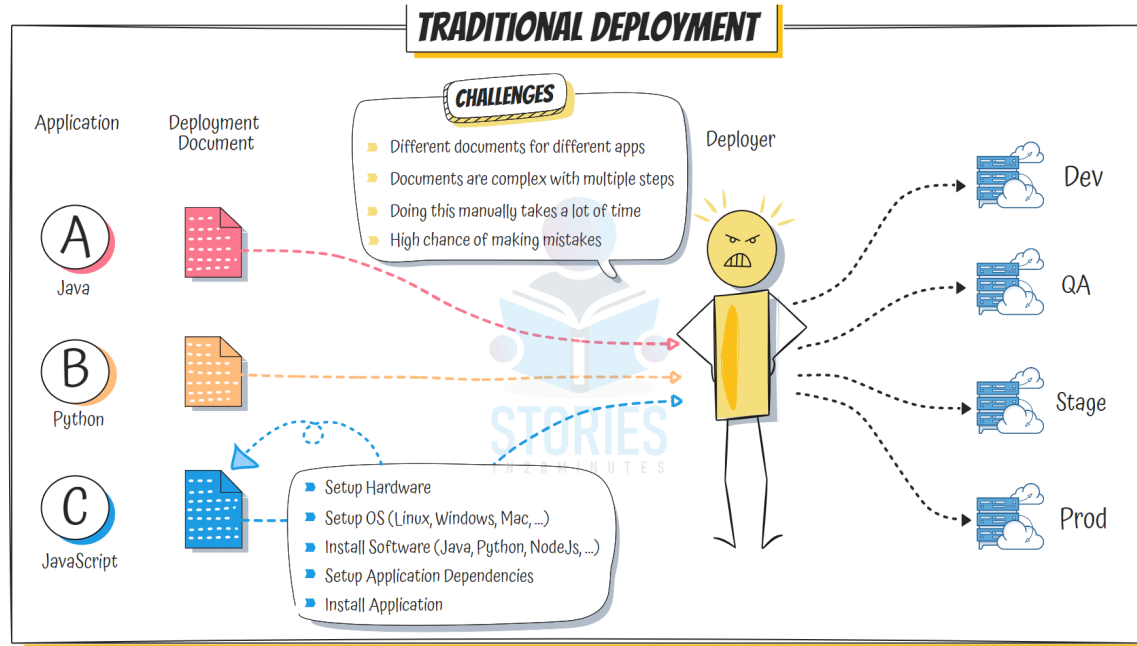 TRADITIONAL DEPLOYMENT
CHALLENGES
Application
Deployment
Document
Different documents for different apps
Documents are complex with multiple steps
Doing this manually takes a lot of time
High chance of making mistakes
Deployer
Dev
A
Java
QA
B
Python
Stage
STORIES
IN28MINUTES
C
JavaScript
Setup Hardware
Setup OS (Linux, Windows, Mac, ...)
Install Software (Java, Python, NodeJs, ...)
Setup Application Dependencies
Install Application
Prod